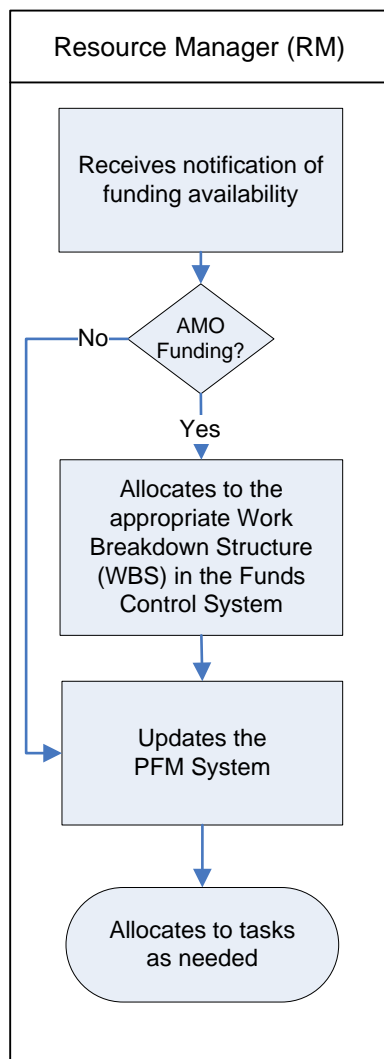 Resource Manager (RM)
Receives notification of
funding availability
AMO
Funding?
No
Yes
Allocates to the
appropriate Work
Breakdown Structure
(WBS) in the Funds
Control System
Updates the
PFM System
Allocates to tasks
as needed